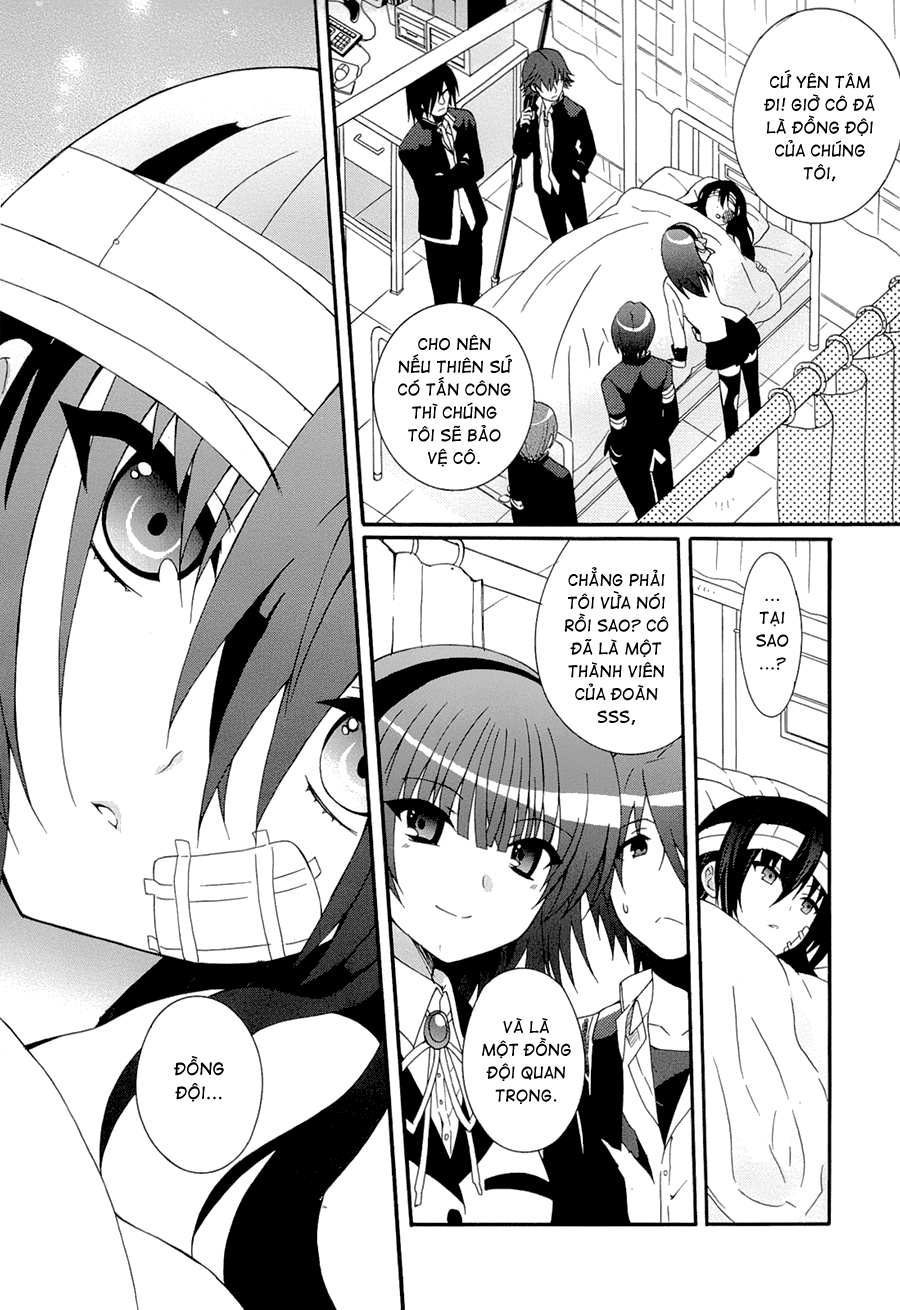 CỨ YÊN TÂM
ĐI! GIỜ CÔ ĐÃ
LÀ ĐỒNG ĐỘI
CỦA CHÚNG
TÔI,
CHO NÊN
NẾU THIÊN SỨ
CÓ TẤN CÔNG
THÌ CHÚNG
TÔI SẼ BẢO
VỆ CÔ.
...
TẠI
SAO
...?
CHẲNG PHẢI
TÔI VỪA NÓI
RỒI SAO? CÔ
ĐÃ LÀ MỘT
THÀNH VIÊN
CỦA ĐOÀN
SSS,
VÀ LÀ
MỘT ĐỒNG
ĐỘI QUAN
TRỌNG.
ĐỒNG
ĐỘI...